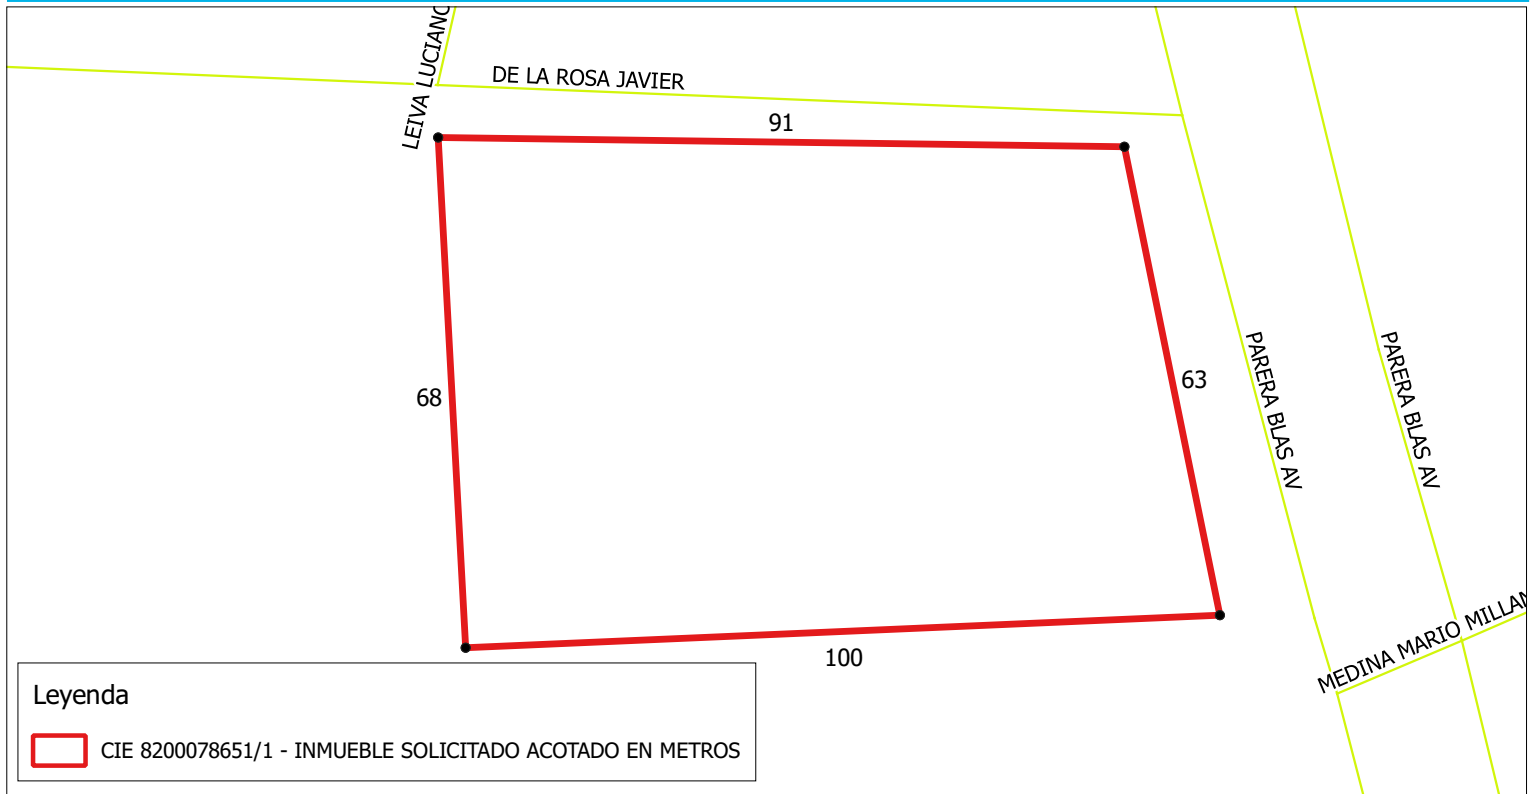 LEIVA LUCIANO
DE LA ROSA JAVIER
91
68
63
PARERA BLAS AV
PARERA BLAS AV
100
MEDINA MARIO MILLAN
Leyenda
CIE 8200078651/1 - INMUEBLE SOLICITADO ACOTADO EN METROS